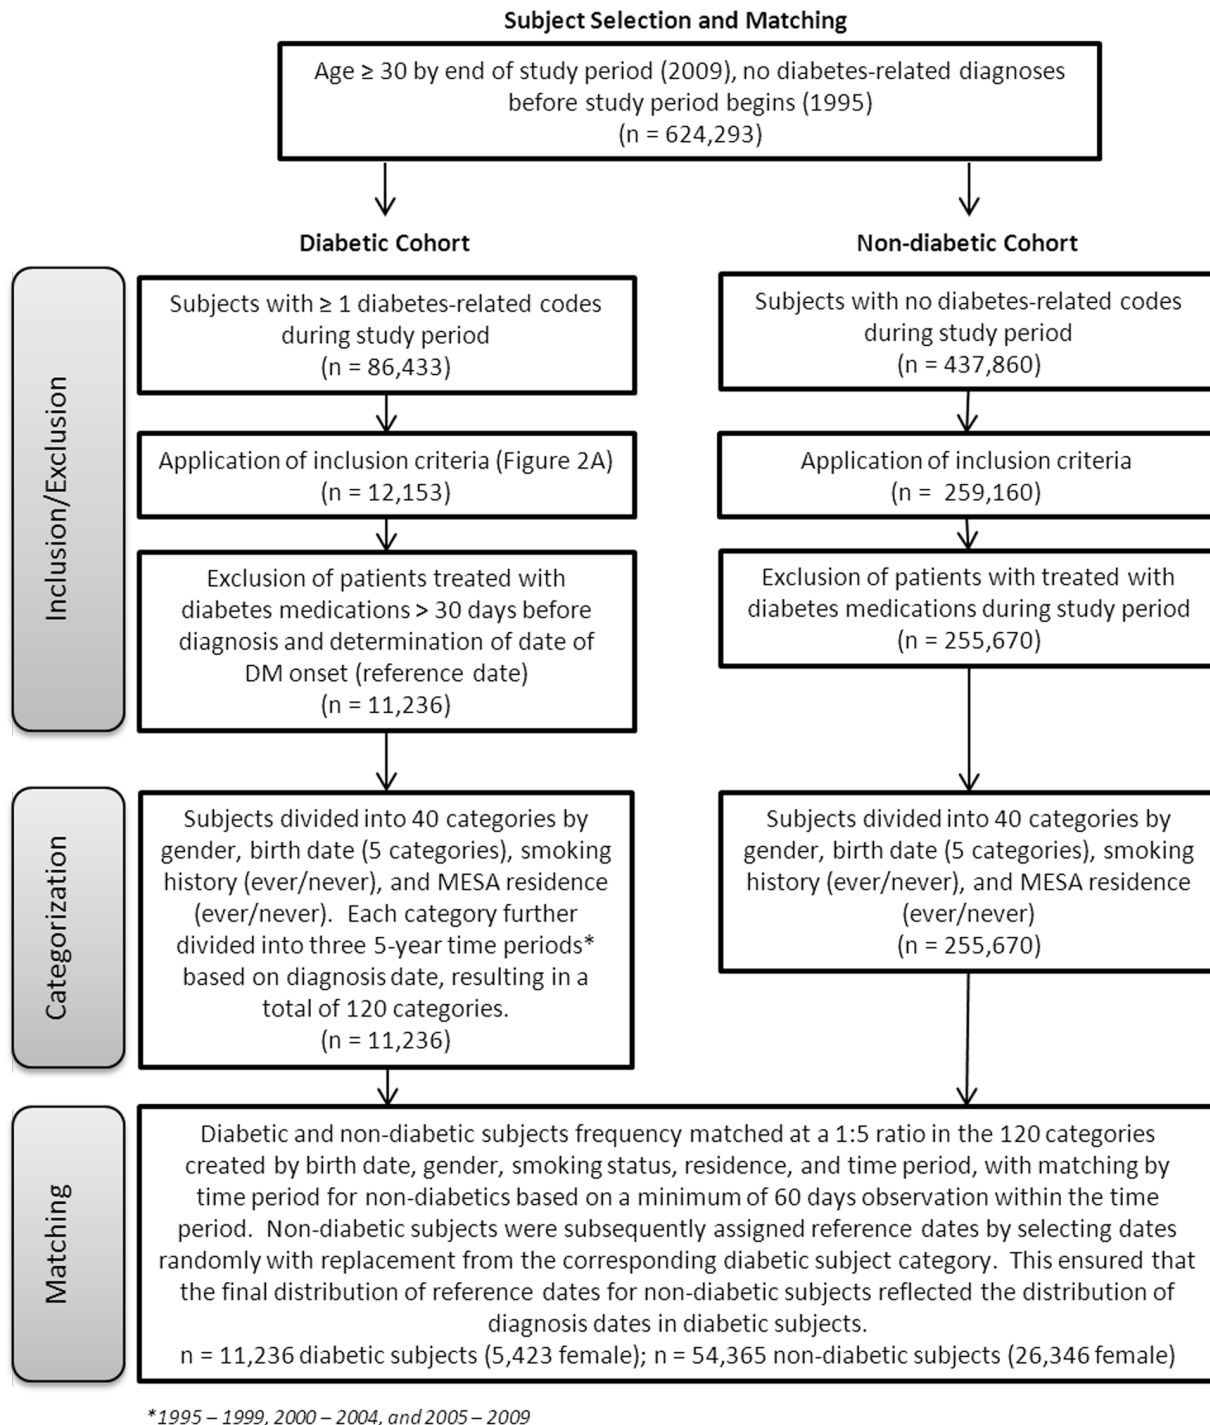 Subject Selection and Matching
Age ≥ 30 by end of study period (2009), no diabetes-related diagnoses
before study period begins (1995)
(n = 624,293)
Diabetic Cohort
Non-diabetic Cohort
Inclusion/Exclusion
Subjects with ≥ 1 diabetes-related codes
during study period
(n = 86,433)
Subjects with no diabetes-related codes
during study period
(n = 437,860)
Application of inclusion criteria (Figure 2A)
(n = 12,153)
Application of inclusion criteria
(n = 259,160)
Exclusion of patients treated with
diabetes medications > 30 days before
diagnosis and determination of date of
DM onset (reference date)
(n = 11,236)
Exclusion of patients with treated with
diabetes medications during study period
(n = 255,670)
Categorization
Subjects divided into 40 categories by
gender, birth date (5 categories), smoking
history (ever/never), and MESA residence
(ever/never). Each category further
divided into three 5-year time periods*
based on diagnosis date, resulting in a
total of 120 categories.
(n = 11,236)
Subjects divided into 40 categories by
gender, birth date (5 categories), smoking
history (ever/never), and MESA residence
(ever/never)
(n = 255,670)
Matching
Diabetic and non-diabetic subjects frequency matched at a 1:5 ratio in the 120 categories
created by birth date, gender, smoking status, residence, and time period, with matching by
time period for non-diabetics based on a minimum of 60 days observation within the time
period. Non-diabetic subjects were subsequently assigned reference dates by selecting dates
randomly with replacement from the corresponding diabetic subject category. This ensured that
the final distribution of reference dates for non-diabetic subjects reflected the distribution of
diagnosis dates in diabetic subjects.
n = 11,236 diabetic subjects (5,423 female); n = 54,365 non-diabetic subjects (26,346 female)
*1995 – 1999, 2000 – 2004, and 2005 – 2009